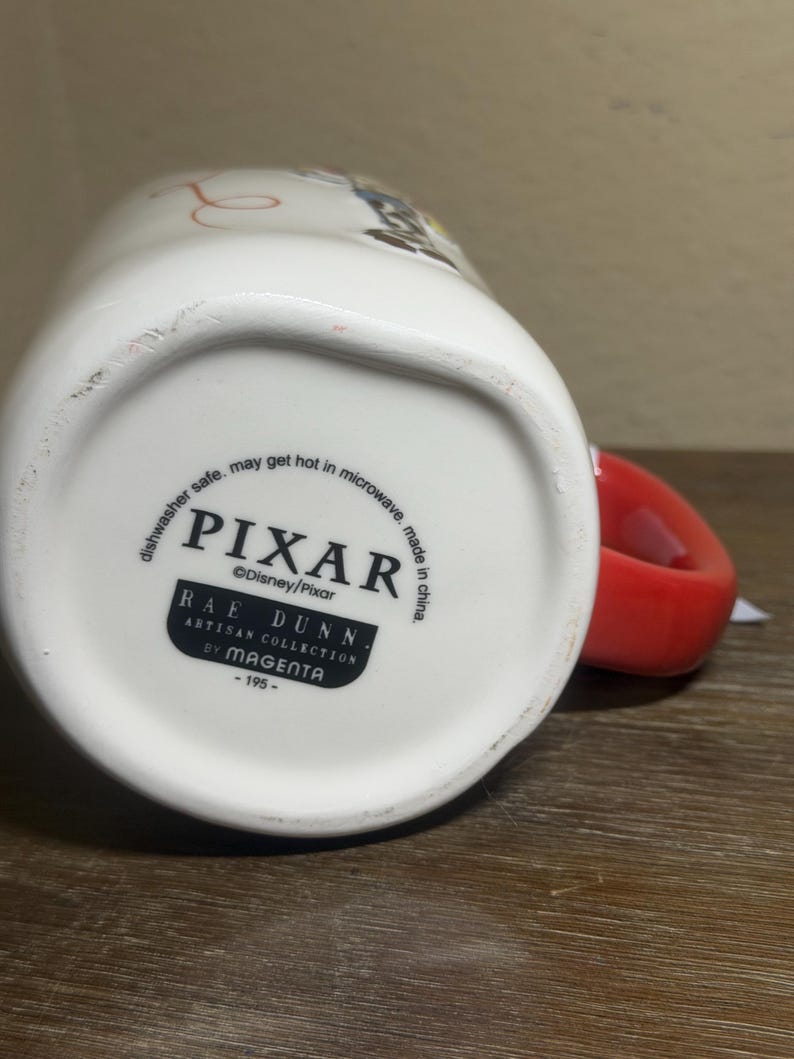 dishwasher safe. may get hot in microwave. made in china.
PIXAR
©Disney/Pixar
RAE DUNN.
ARTISAN COLLECTION
BY MAGENTA
- 195 -